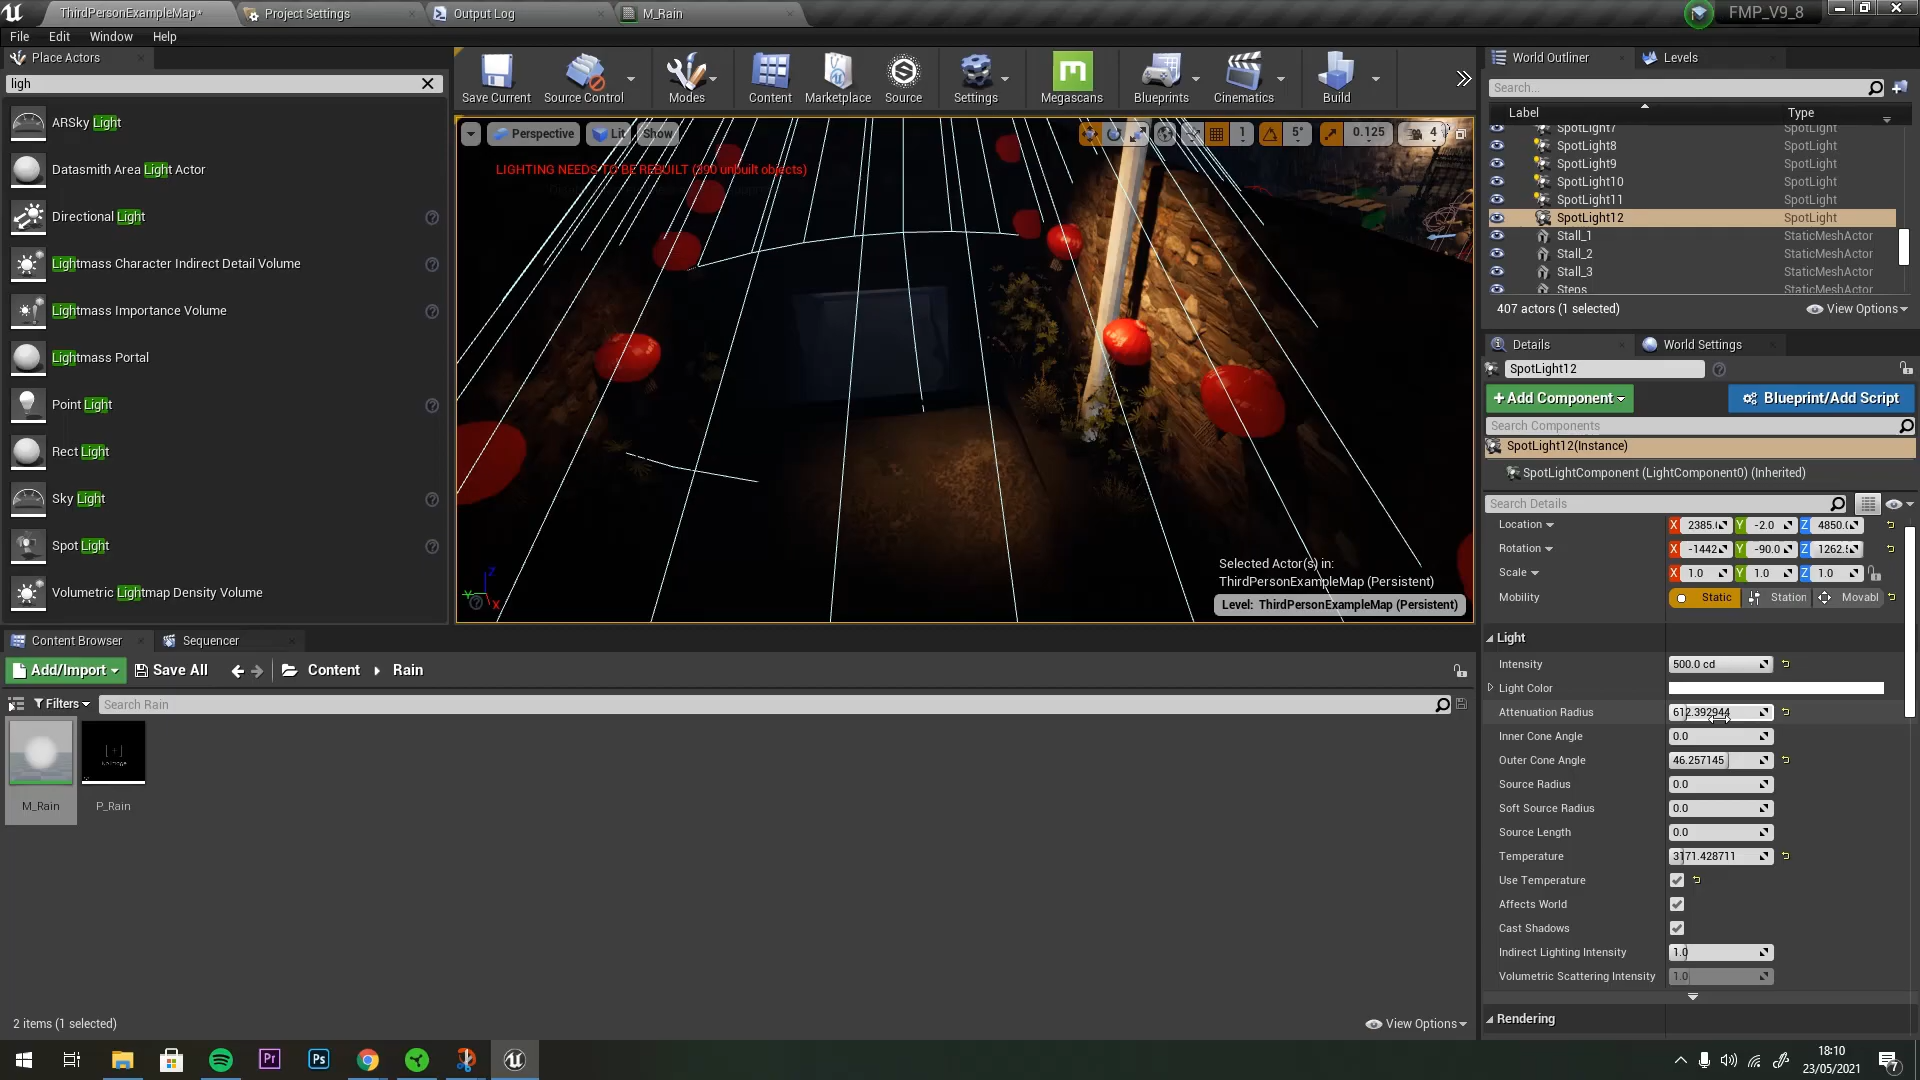 ThirdPersonExampleMap*
Project Settings
Output Log
M_Rain
FMP_V9_8
File Edit Window Help
Place Actors
ligh
ARSky Light
Datasmith Area Light Actor
Directional Light
Lightmass Character Indirect Detail Volume
Lightmass Importance Volume
Lightmass Portal
Point Light
Rect Light
Sky Light
Spot Light
Volumetric Lightmap Density Volume
Save Current
Source Control
Modes
Content
Marketplace
Source
Settings
Megascans
Blueprints
Cinematics
Build
Perspective
Lit
Show
1
5°
0.125
4
LIGHTING NEEDS TO BE REBUILT (390 unbuilt objects)
Selected Actor(s) in:
ThirdPersonExampleMap (Persistent)
Level: ThirdPersonExampleMap (Persistent)
World Outliner
Levels
Search...
Label Type
SpotLight7 SpotLight
SpotLight8 SpotLight
SpotLight9 SpotLight
SpotLight10 SpotLight
SpotLight11 SpotLight
SpotLight12 SpotLight
Stall_1 StaticMeshActor
Stall_2 StaticMeshActor
Stall_3 StaticMeshActor
Steps StaticMeshActor
407 actors (1 selected)
View Options
Details
World Settings
SpotLight12
+Add Component
Blueprint/Add Script
Search Components
SpotLight12(Instance)
SpotLightComponent (LightComponent0) (Inherited)
Search Details
Location X 2385. Y -2.0 Z 4850.
Rotation X -1442 Y -90.0 Z 1262.
Scale X 1.0 Y 1.0 Z 1.0
Mobility Static Station Movabl
Light
Intensity 500.0 cd
Light Color
Attenuation Radius 612.392944
Inner Cone Angle 0.0
Outer Cone Angle 46.257145
Source Radius 0.0
Soft Source Radius 0.0
Source Length 0.0
Temperature 3171.428711
Use Temperature
Affects World
Cast Shadows
Indirect Lighting Intensity 1.0
Volumetric Scattering Intensity 1.0
Rendering
Content Browser
Sequencer
Add/Import
Save All
Content
Rain
Filters
Search Rain
M_Rain
P_Rain
2 items (1 selected)
View Options
Pr
Ps
18:10
23/05/2021
7